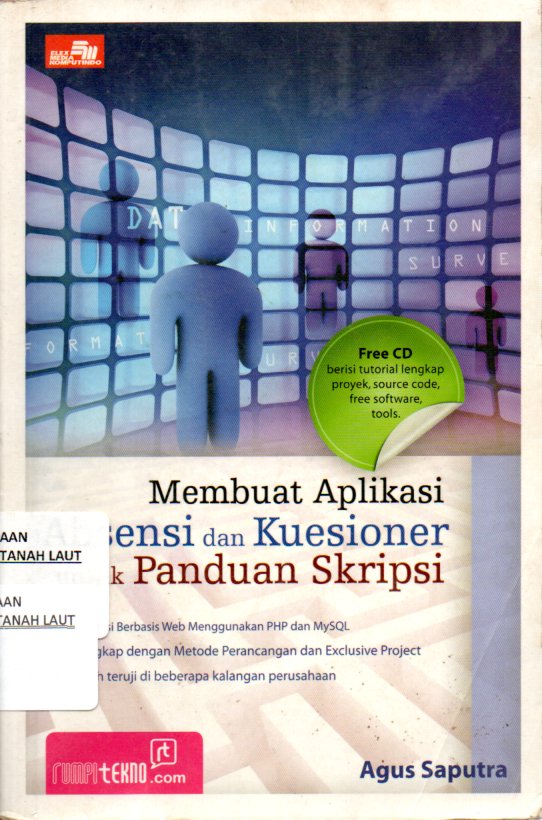 ELEX
MEDIA
KOMPUTINDO
DAT INFORMATION
SURVE
FORMAT
Free CD
berisi tutorial lengkap
proyek, source code,
free software,
tools.
Membuat Aplikasi
sensi dan Kuesioner
k Panduan Skripsi
AAN
TANAH LAUT
AAN
TANAH LAUT
si Berbasis Web Menggunakan PHP dan MySQL
gkap dengan Metode Perancangan dan Exclusive Project
h teruji di beberapa kalangan perusahaan
rt
rumpitekno.com
Agus Saputra